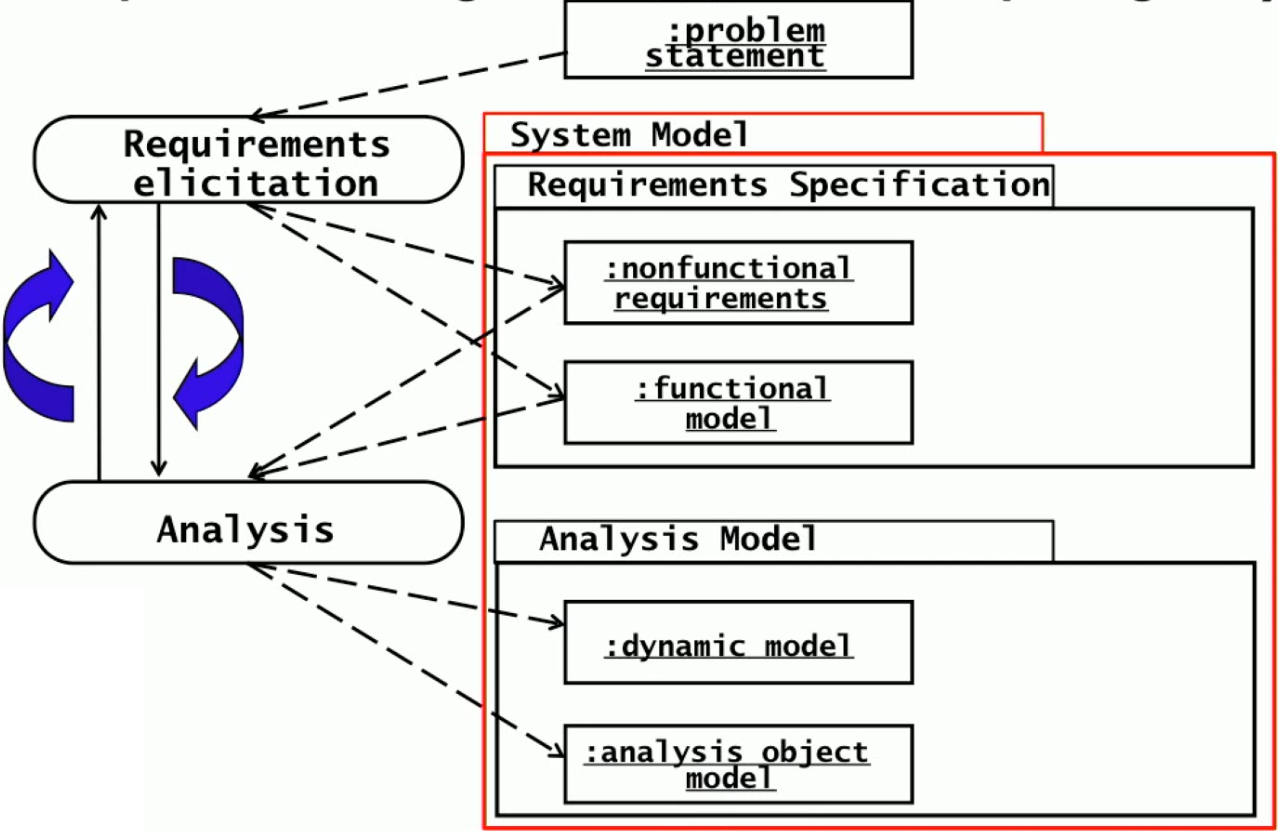 :problem
statement
Requirements
elicitation
System Model
Requirements Specification
:nonfunctional
requirements
:functional
model
Analysis
Analysis Model
:dynamic model
:analysis object
model